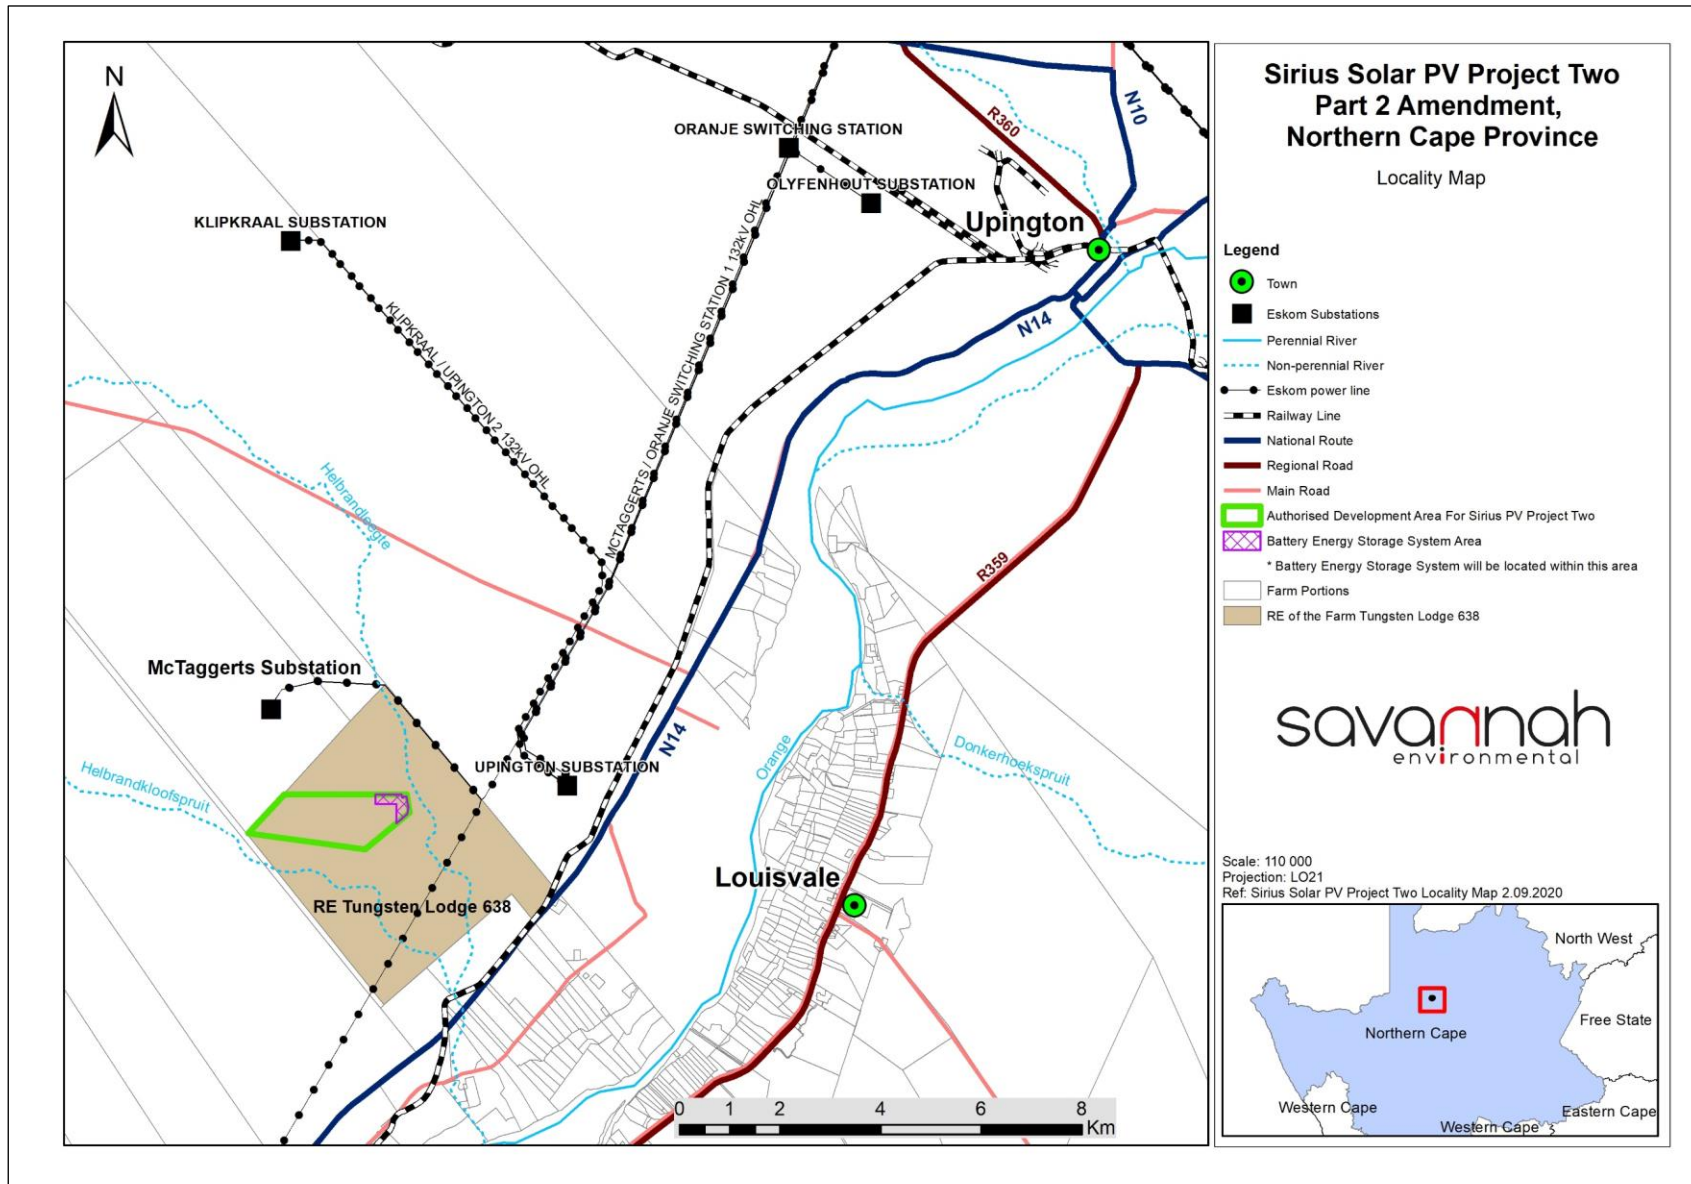 N
ORANJE SWITCHING STATION
OLYFENHOUT SUBSTATION
KLIPKRAAL SUBSTATION
R360
N10
Upington
KLIPKRAAL / UPINGTON 2 132kV OHL
MCTAGGERTS / ORANJE SWITCHING STATION 1 132kV OHL
N14
Helbrandleegte
R359
McTaggerts Substation
N14
UPINGTON SUBSTATION
Orange
Donkerhoekspruit
Helbrandkloofspruit
Louisvale
RE Tungsten Lodge 638
0 1 2 4 6 8
Km
Sirius Solar PV Project Two
Part 2 Amendment,
Northern Cape Province
Locality Map
Legend
Town
Eskom Substations
Perennial River
Non-perennial River
Eskom power line
Railway Line
National Route
Regional Road
Main Road
Authorised Development Area For Sirius PV Project Two
Battery Energy Storage System Area
* Battery Energy Storage System will be located within this area
Farm Portions
RE of the Farm Tungsten Lodge 638
savannah
environmental
Scale: 110 000
Projection: LO21
Ref: Sirius Solar PV Project Two Locality Map 2.09.2020
North West
Free State
Northern Cape
Western Cape
Eastern Cape
Western Cape